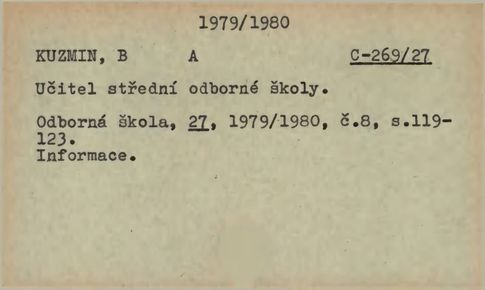 1979/1980
KUZMIN, B A C-269/27
Učitel střední odborné školy.
Odborná škola, 27, 1979/1980, č.8, s.119-
123.
Informace.